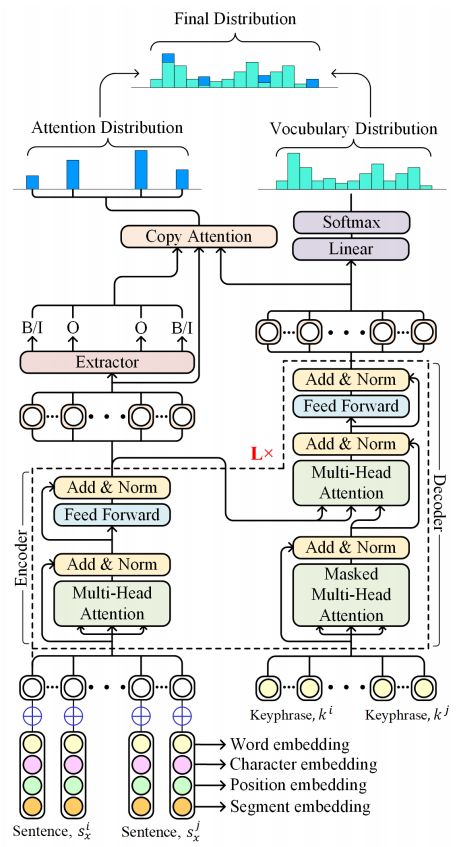 Final Distribution
Attention Distribution
Vocubulary Distribution
Softmax
Linear
Copy Attention
B/I O O B/I
Extractor
Add & Norm
Feed Forward
Add & Norm
Multi-Head
Attention
L×
Decoder
Add & Norm
Feed Forward
Add & Norm
Multi-Head
Attention
Encoder
Add & Norm
Masked
Multi-Head
Attention
Keyphrase, k^i Keyphrase, k^j
Word embedding
Character embedding
Position embedding
Segment embedding
Sentence, s_x^i Sentence, s_x^j